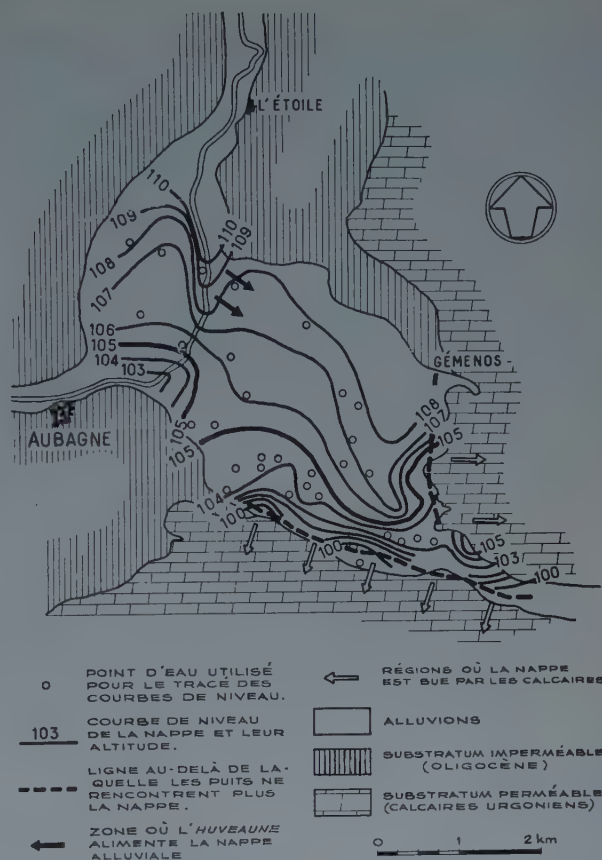 L'ÉTOILE
110
109
108
107
110
109
106
105
104
103
GÉMENOS
108
107
105
AUBAGNE
105
105
104
100
100
105
103
100
POINT D'EAU UTILISÉ
POUR LE TRACÉ DES
COURBES DE NIVEAU.
103
COURBE DE NIVEAU
DE LA NAPPE ET LEUR
ALTITUDE.
LIGNE AU-DELÀ DE LA-
QUELLE LES PUITS NE
RENCONTRENT PLUS
LA NAPPE.
ZONE OÙ L'HUVEAUNE
ALIMENTE LA NAPPE
ALLUVIALE
RÉGIONS OÙ LA NAPPE
EST BUE PAR LES CALCAIRES
ALLUVIONS
SUBSTRATUM IMPERMÉABLE
(OLIGOCÈNE)
SUBSTRATUM PERMÉABLE
(CALCAIRES URGONIENS)
0 1 2 km